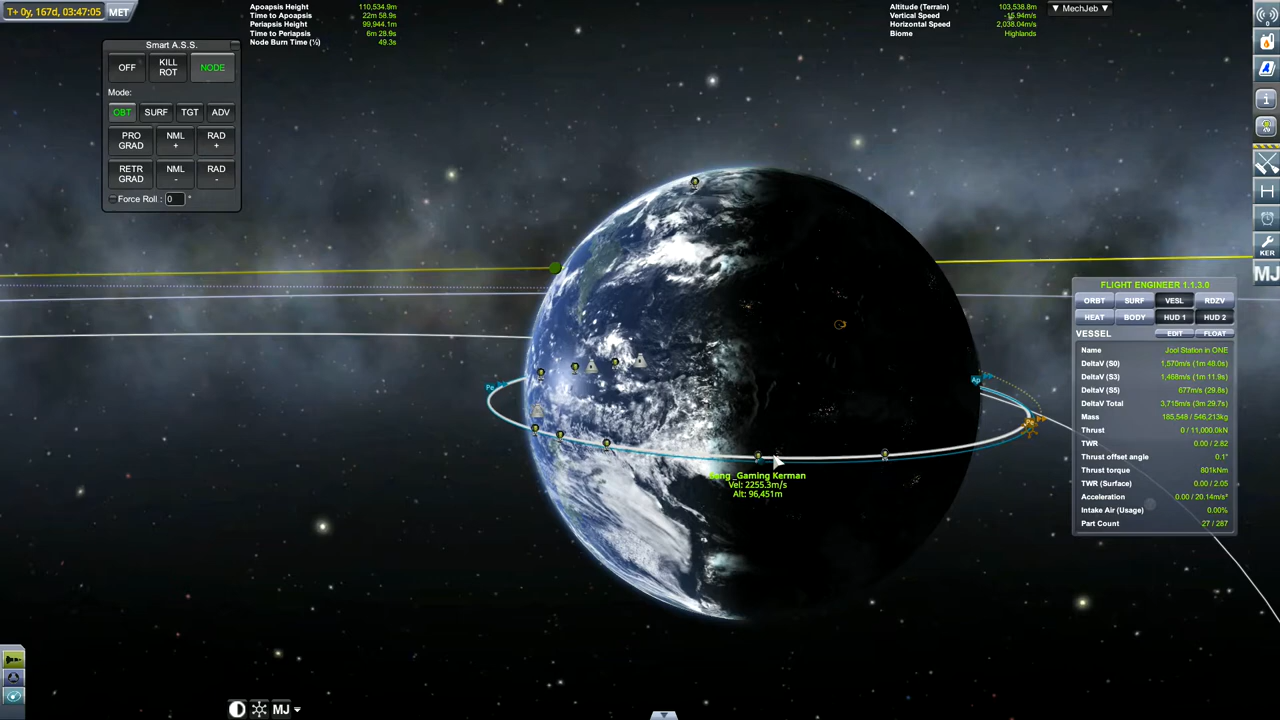 T+ 0y, 167d, 03:47:05 MET
Apoapsis Height 110,534.9m
Time to Apoapsis 22m 58.9s
Periapsis Height 99,944.1m
Time to Periapsis 6m 28.9s
Node Burn Time (½) 49.3s
Altitude (Terrain) 103,538.8m
Vertical Speed -15.94m/s
Horizontal Speed 2,038.04m/s
Biome Highlands
▼ MechJeb ▼
Smart A.S.S.
OFF KILL ROT NODE
Mode:
OBT SURF TGT ADV
PRO GRAD NML + RAD +
RETR GRAD NML - RAD -
Force Roll : 0 °
KER
MJ
Pe
Ap
Vel: 2255.3m/s
Alt: 96,451m
FLIGHT ENGINEER 1.1.3.0
ORBT SURF VESL RDZV
HEAT BODY HUD 1 HUD 2
VESSEL EDIT FLOAT
Name Jool Station in ONE
DeltaV (S0) 1,570m/s (1m 48.0s)
DeltaV (S3) 1,468m/s (1m 11.9s)
DeltaV (S5) 677m/s (29.8s)
DeltaV Total 3,715m/s (3m 29.7s)
Mass 185,548 / 546,213kg
Thrust 0 / 11,000.0kN
TWR 0.00 / 2.82
Thrust offset angle 0.1°
Thrust torque 801kNm
TWR (Surface) 0.00 / 2.05
Acceleration 0.00 / 20.14m/s²
Intake Air (Usage) 0.00%
Part Count 27 / 287
_Gaming Kerman
MJ